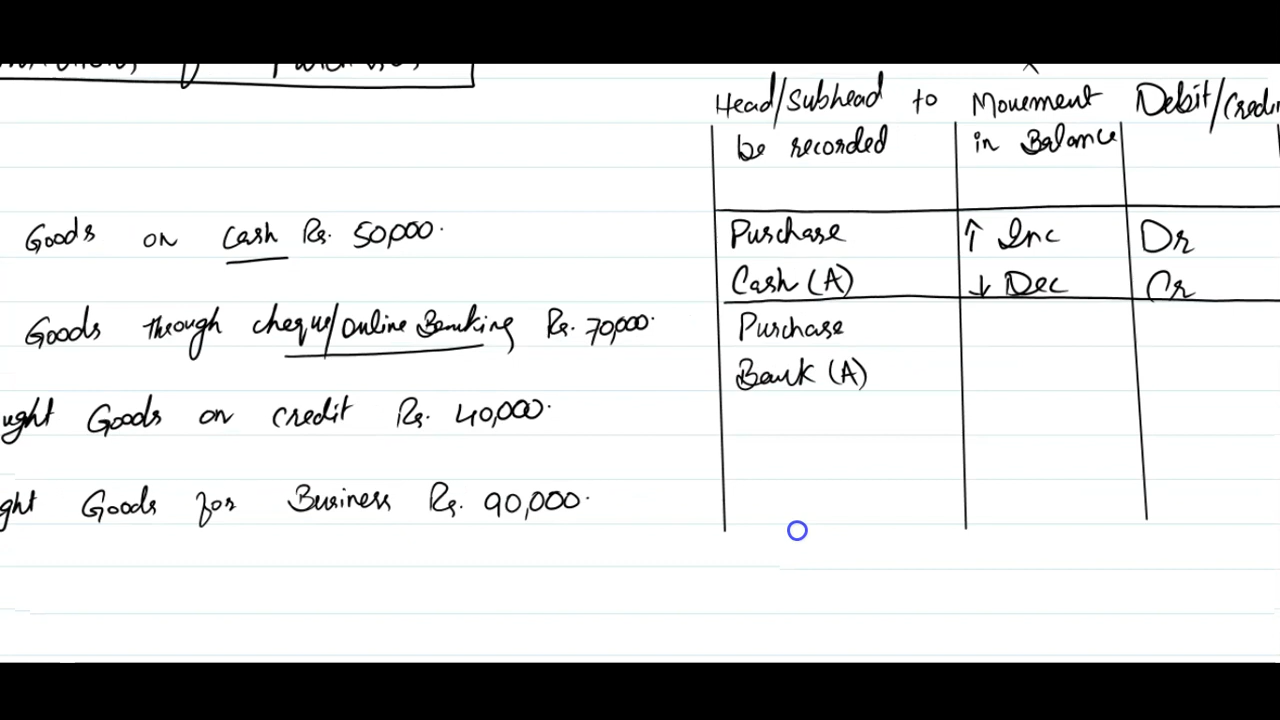 Head/Subhead to Movement Debit/Credi
be recorded in Balance
Goods on Cash Rs. 50,000. Purchase ↑ Inc Dr
Cash (A) ↓ Dec Cr
Goods through cheque/online Banking Rs. 70,000. Purchase
Bank (A)
ught Goods on credit Rs. 40,000.
ght Goods for Business Rs. 90,000.